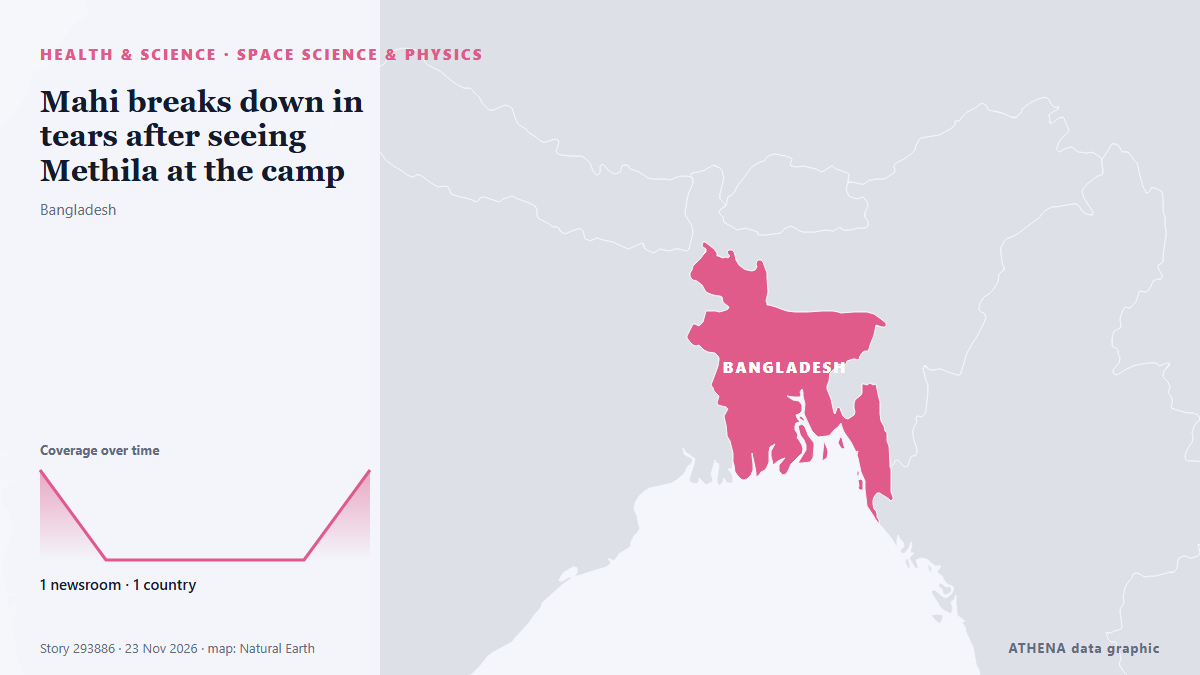 HEALTH & SCIENCE · SPACE SCIENCE & PHYSICS
Mahi breaks down in
tears after seeing
Methila at the camp
Bangladesh
BANGLADESH
Coverage over time
1 newsroom · 1 country
Story 293886 · 23 Nov 2026 · map: Natural Earth
ATHENA data graphic